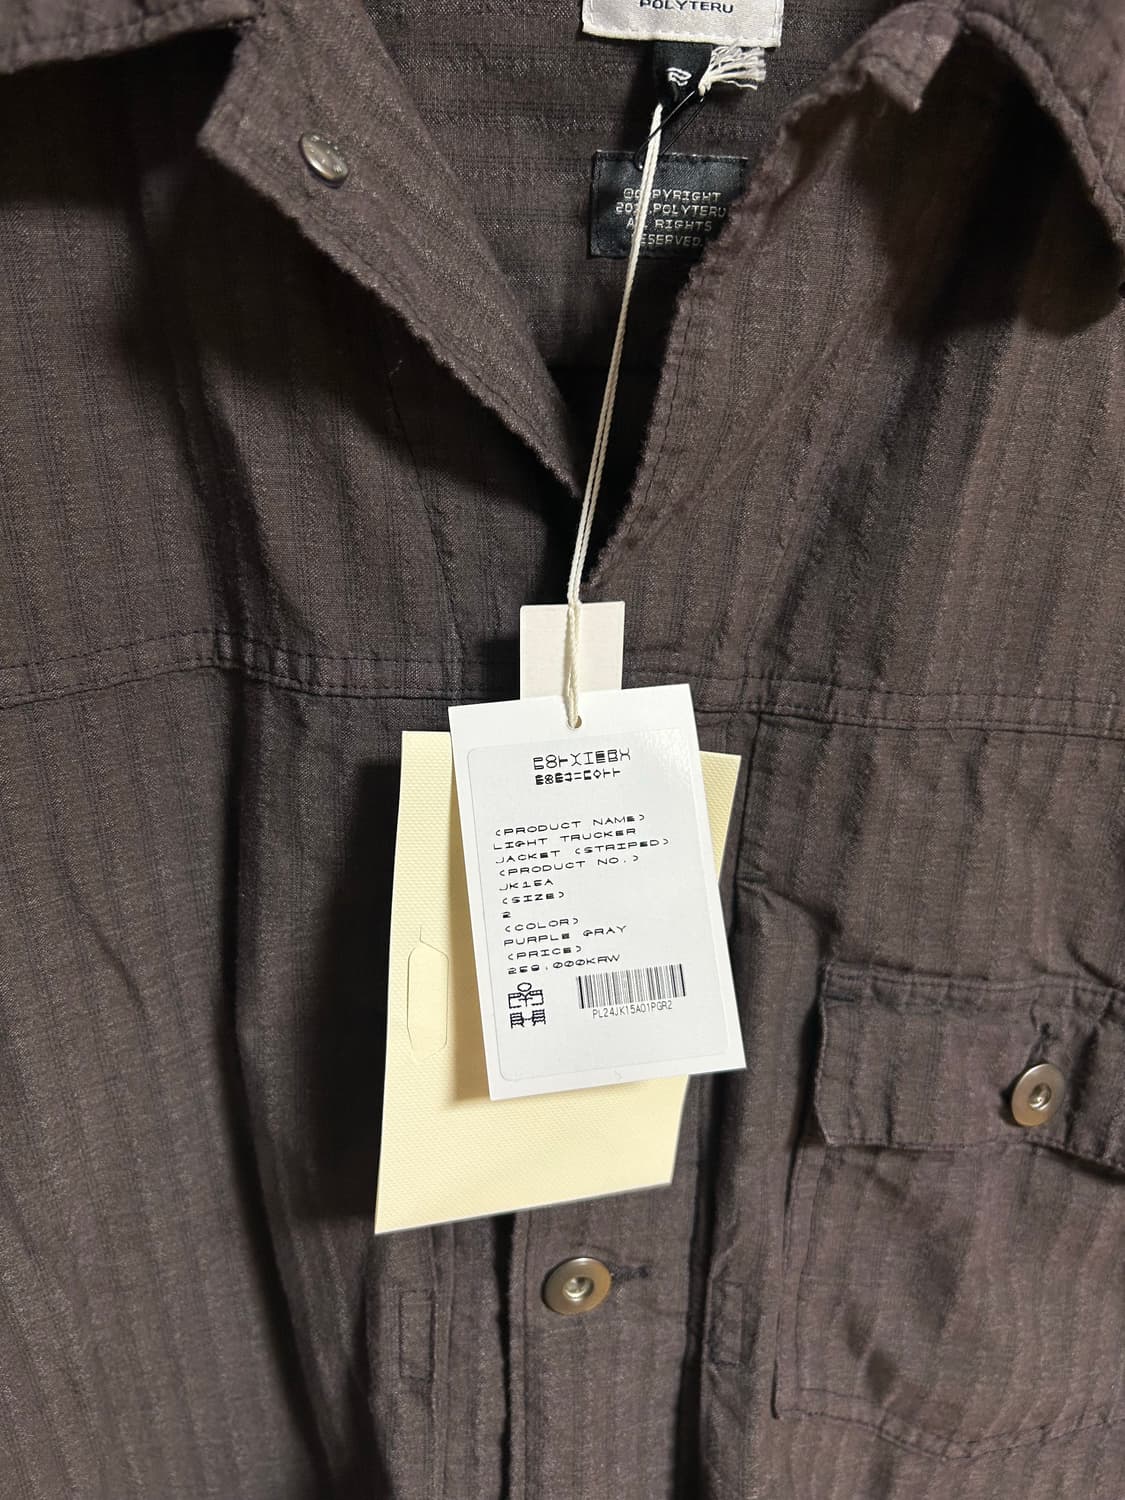 POLYTERU
©COPYRIGHT
POLYTERU
ALL RIGHTS
RESERVED.
<PRODUCT NAME>
LIGHT TRUCKER
JACKET <STRIPED>
<PRODUCT NO.>
JK15A
<SIZE>
2
<COLOR>
PURPLE GRAY
<PRICE>
259,000KRW
PL24JK15A01PGR2